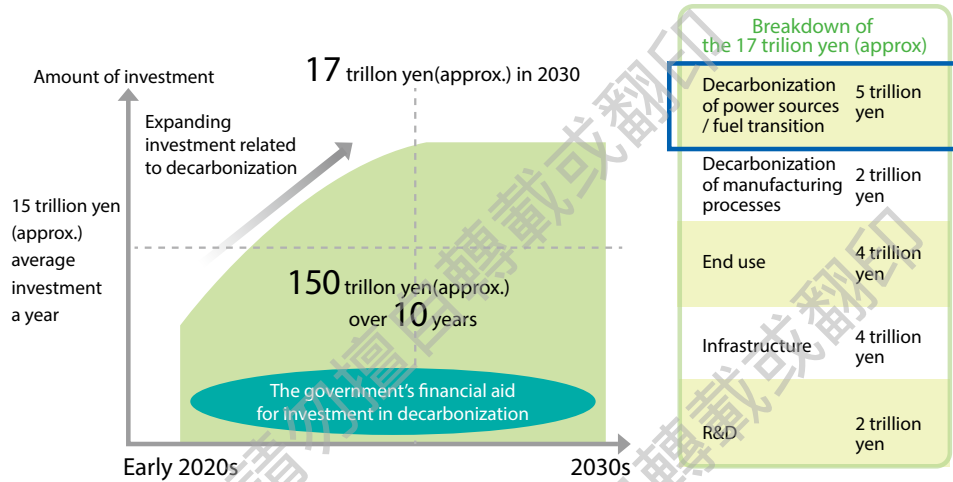 Amount of investment
17 trillon yen(approx.) in 2030
Expanding
investment related
to decarbonization
15 trillion yen
(approx.)
average
investment
a year
150 trillon yen(approx.)
over 10 years
The government's financial aid
for investment in decarbonization
Early 2020s
2030s
Breakdown of
the 17 trilion yen (approx)
Decarbonization
of power sources
/ fuel transition
5 trillion
yen
Decarbonization
of manufacturing
processes
2 trillion
yen
End use
4 trillion
yen
Infrastructure
4 trillion
yen
R&D
2 trillion
yen
請勿擅自轉載或翻印
轉載或翻印